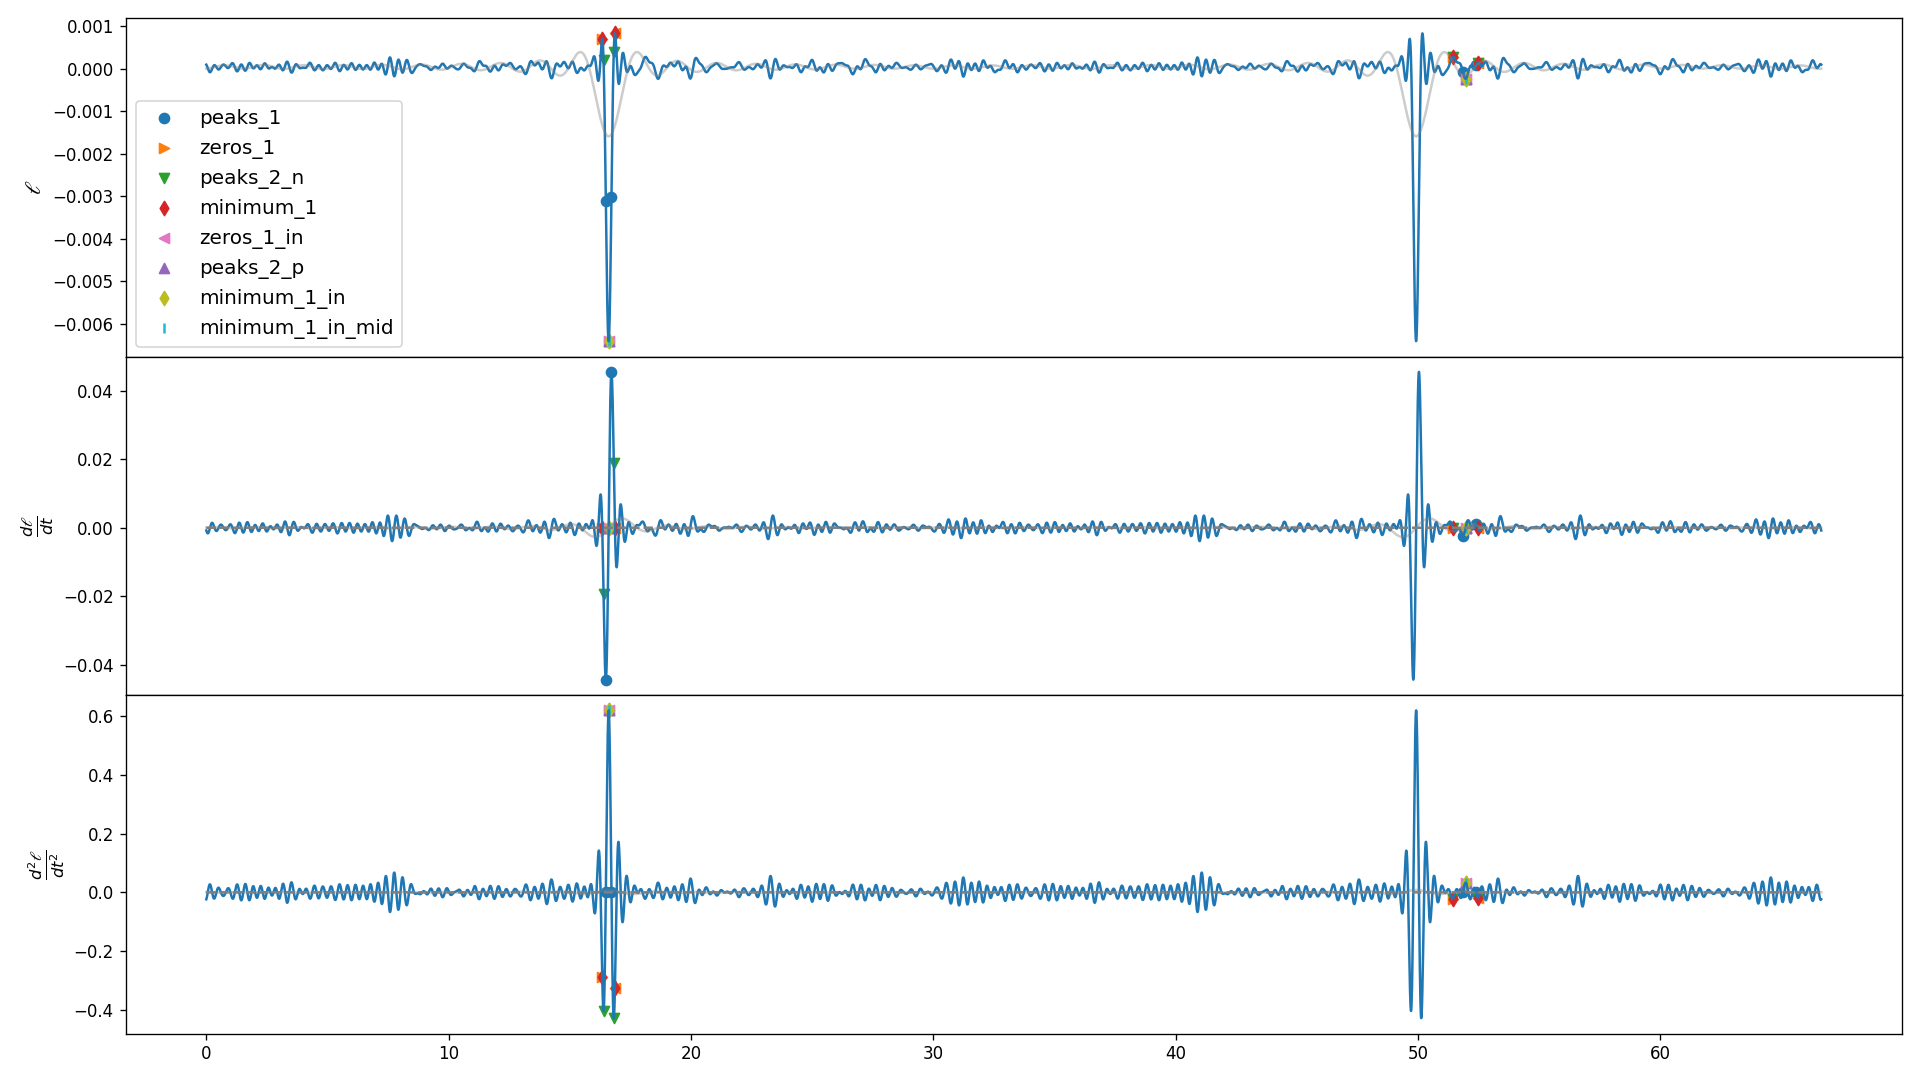 0.001
0.000
−0.001
−0.002
−0.003
−0.004
−0.005
−0.006
ℓ
peaks_1
zeros_1
peaks_2_n
minimum_1
zeros_1_in
peaks_2_p
minimum_1_in
minimum_1_in_mid
0.04
0.02
0.00
−0.02
−0.04
dℓ
dt
0.6
0.4
0.2
0.0
−0.2
−0.4
d²ℓ
dt²
0 10 20 30 40 50 60